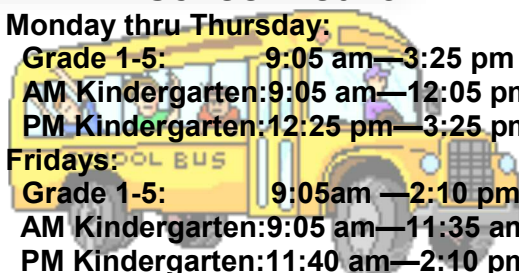 Monday thru Thursday:
Grade 1-5: 9:05 am—3:25 pm
AM Kindergarten:9:05 am—12:05 pm
PM Kindergarten:12:25 pm—3:25 pm
Fridays:
OOL BUS
Grade 1-5: 9:05am —2:10 pm
AM Kindergarten:9:05 am—11:35 am
PM Kindergarten:11:40 am—2:10 pm